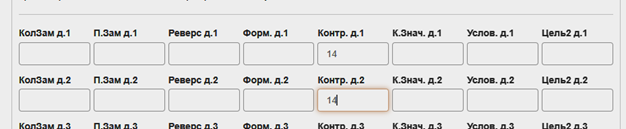 КолЗам д.1 П.Зам д.1 Реверс д.1 Форм. д.1 Контр. д.1 К.Знач. д.1 Услов. д.1 Цель2 д.1
14
КолЗам д.2 П.Зам д.2 Реверс д.2 Форм. д.2 Контр. д.2 К.Знач. д.2 Услов. д.2 Цель2 д.2
14
КолЗам д.3 П.Зам д.3 Реверс д.3 Форм. д.3 Контр. д.3 К.Знач. д.3 Услов. д.3 Цель2 д.3